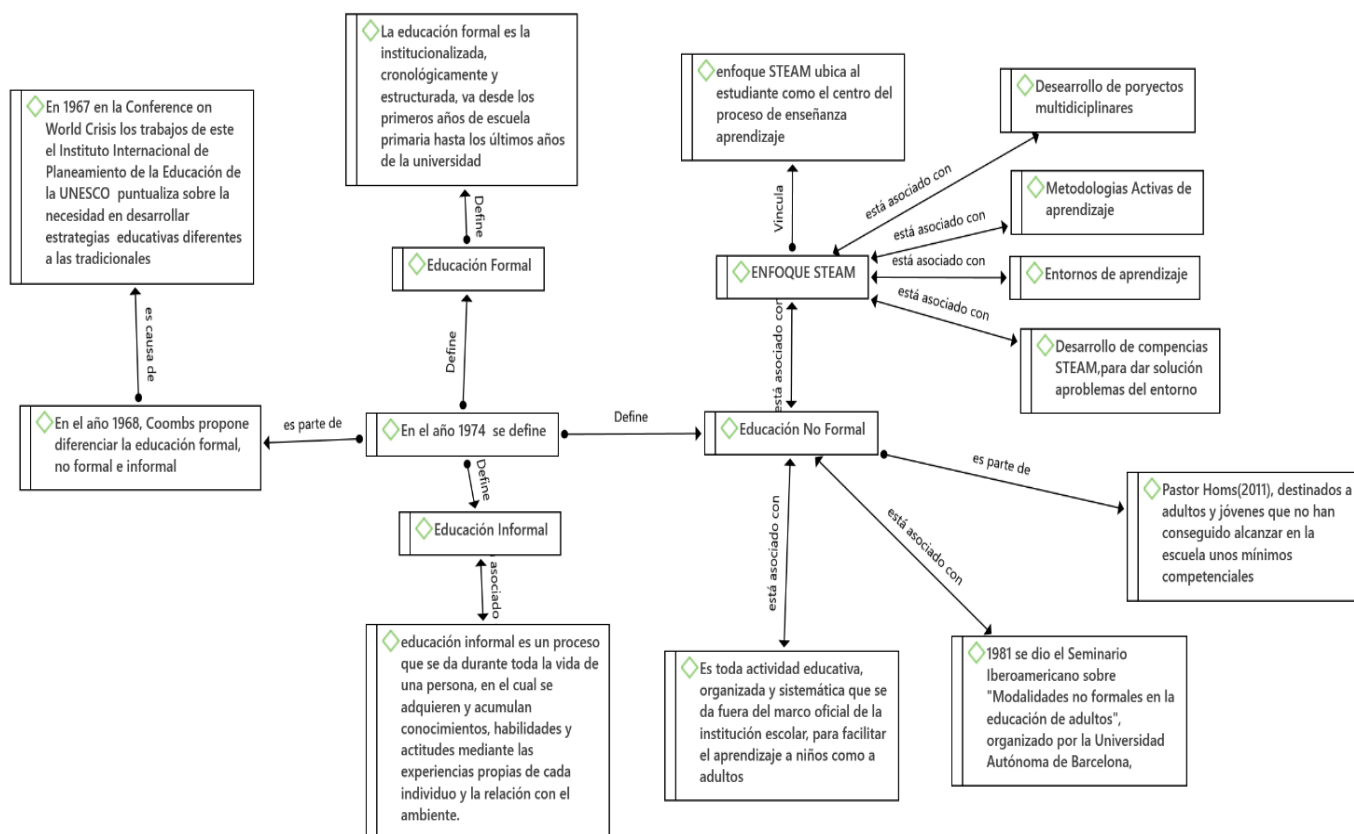 La educación formal es la
institucionalizada,
cronológicamente y
estructurada, va desde los
primeros años de escuela
primaria hasta los últimos años
de la universidad
enfoque STEAM ubica al
estudiante como el centro del
proceso de enseñanza
aprendizaje
Desearrollo de poryectos
multidiciplinares
En 1967 en la Conference on
World Crisis los trabajos de este
el Instituto Internacional de
Planeamiento de la Educación de
la UNESCO puntualiza sobre la
necesidad en desarrollar
estrategias educativas diferentes
a las tradicionales
Define
Vincula
está asociado con
Metodologias Activas de
aprendizaje
está asociado con
Educación Formal
ENFOQUE STEAM
está asociado con
Entornos de aprendizaje
es causa de
Define
está asociado con
está asociado con
Desarrollo de compencias
STEAM,para dar solución
aproblemas del entorno
En el año 1968, Coombs propone
diferenciar la educación formal,
no formal e informal
es parte de
En el año 1974 se define
Define
Educación No Formal
Define
es parte de
Pastor Homs(2011), destinados a
adultos y jóvenes que no han
conseguido alcanzar en la
escuela unos mínimos
competenciales
Educación Informal
asociado
está asociado con
está asociado con
educación informal es un proceso
que se da durante toda la vida de
una persona, en el cual se
adquieren y acumulan
conocimientos, habilidades y
actitudes mediante las
experiencias propias de cada
individuo y la relación con el
ambiente.
Es toda actividad educativa,
organizada y sistemática que se
da fuera del marco oficial de la
institución escolar, para facilitar
el aprendizaje a niños como a
adultos
1981 se dio el Seminario
Iberoamericano sobre
"Modalidades no formales en la
educación de adultos",
organizado por la Universidad
Autónoma de Barcelona,